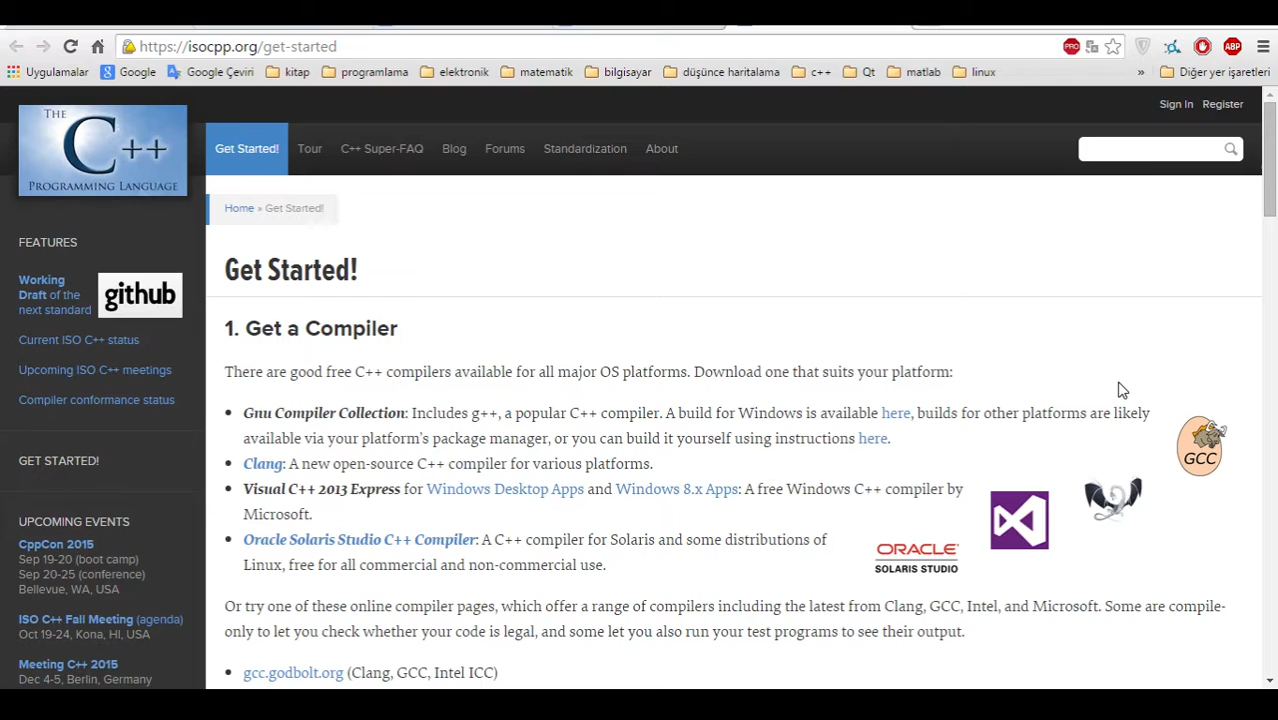 https://isocpp.org/get-started
PRO
ABP
Uygulamalar
Google
Google Çeviri
kitap
programlama
elektronik
matematik
bilgisayar
düşünce haritalama
c++
Qt
matlab
linux
»
Diğer yer işaretleri
Sign In
Register
THE
C++
PROGRAMMING LANGUAGE
Get Started!
Tour
C++ Super-FAQ
Blog
Forums
Standardization
About
Home » Get Started!
FEATURES
Working
Draft of the
next standard
github
Current ISO C++ status
Upcoming ISO C++ meetings
Compiler conformance status
GET STARTED!
UPCOMING EVENTS
CppCon 2015
Sep 19-20 (boot camp)
Sep 20-25 (conference)
Bellevue, WA, USA
ISO C++ Fall Meeting (agenda)
Oct 19-24, Kona, HI, USA
Meeting C++ 2015
Dec 4-5, Berlin, Germany
Get Started!
1. Get a Compiler
There are good free C++ compilers available for all major OS platforms. Download one that suits your platform:
• Gnu Compiler Collection: Includes g++, a popular C++ compiler. A build for Windows is available here, builds for other platforms are likely
available via your platform's package manager, or you can build it yourself using instructions here.
GCC
• Clang: A new open-source C++ compiler for various platforms.
• Visual C++ 2013 Express for Windows Desktop Apps and Windows 8.x Apps: A free Windows C++ compiler by
Microsoft.
• Oracle Solaris Studio C++ Compiler: A C++ compiler for Solaris and some distributions of
Linux, free for all commercial and non-commercial use.
ORACLE
SOLARIS STUDIO
Or try one of these online compiler pages, which offer a range of compilers including the latest from Clang, GCC, Intel, and Microsoft. Some are compile-
only to let you check whether your code is legal, and some let you also run your test programs to see their output.
• gcc.godbolt.org (Clang, GCC, Intel ICC)